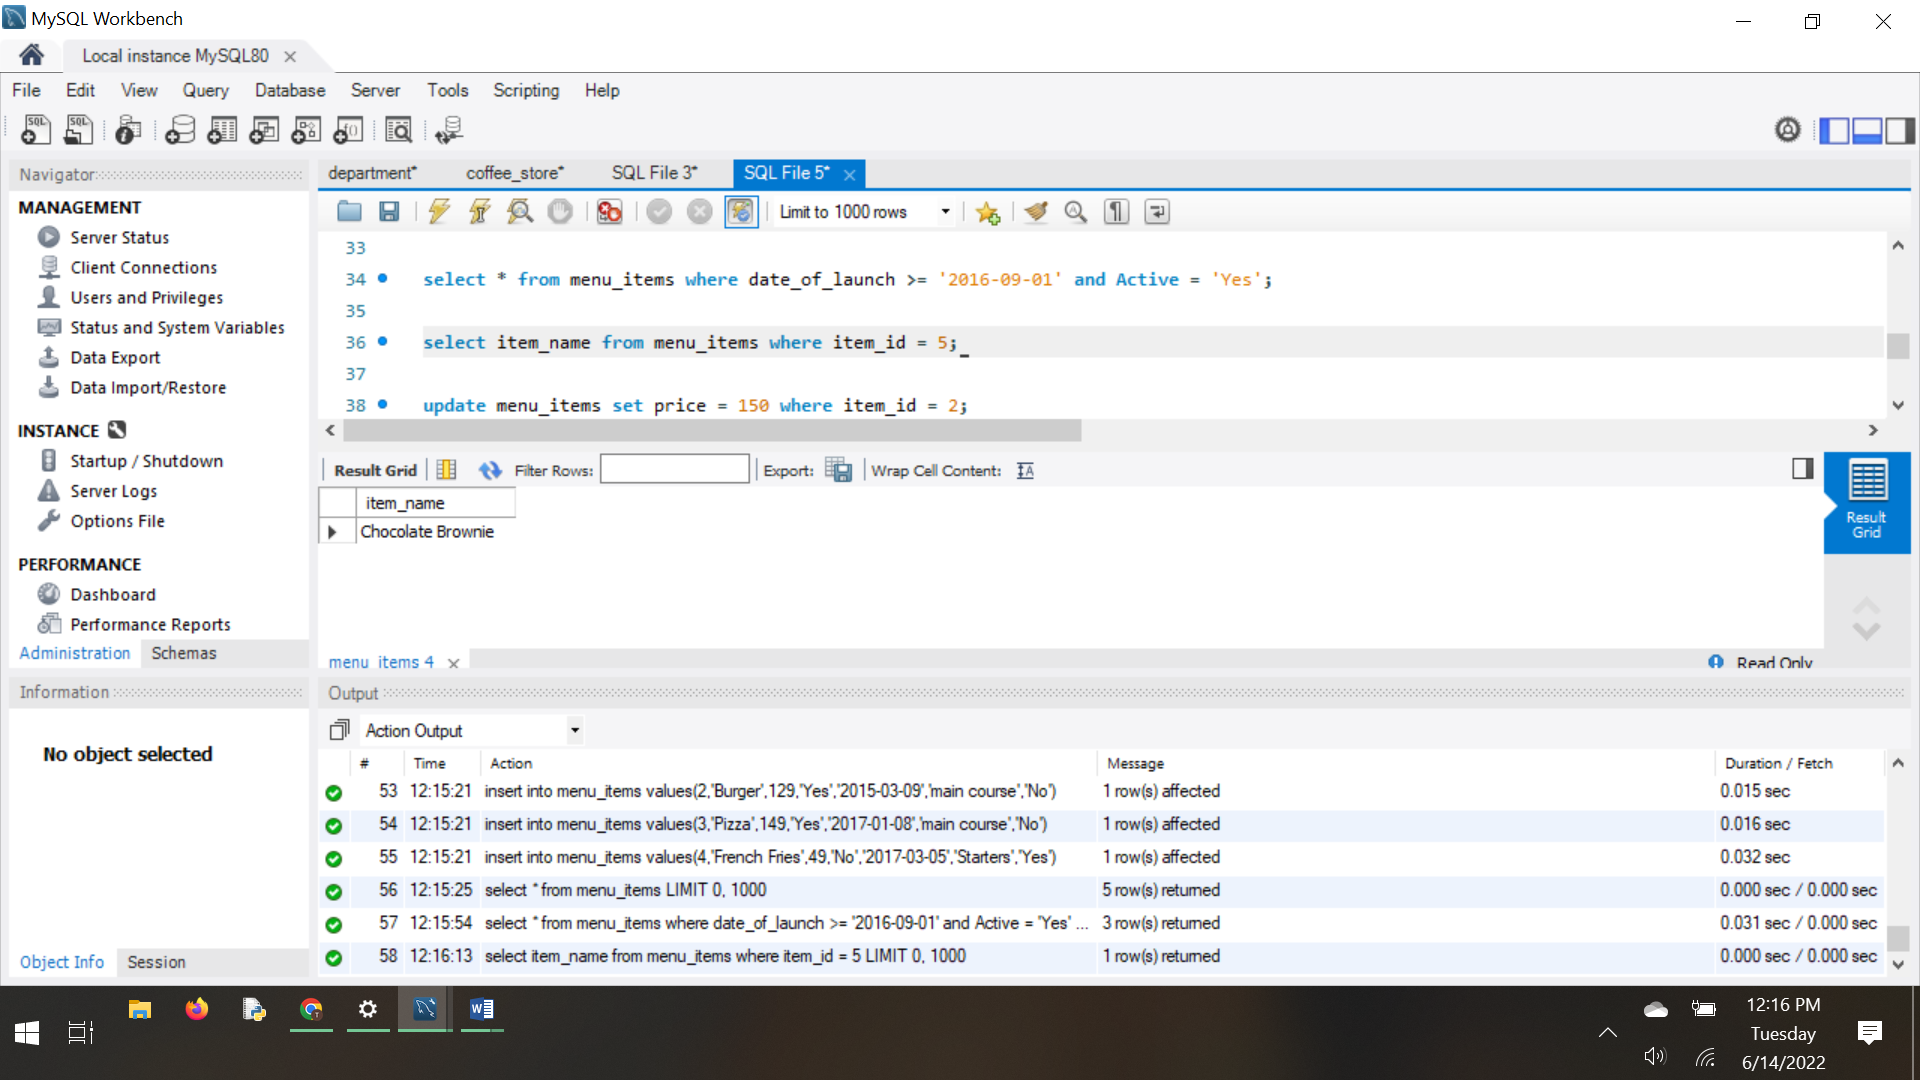 MySQL Workbench
Local instance MySQL80
File Edit View Query Database Server Tools Scripting Help
Navigator
MANAGEMENT
Server Status
Client Connections
Users and Privileges
Status and System Variables
Data Export
Data Import/Restore
INSTANCE
Startup / Shutdown
Server Logs
Options File
PERFORMANCE
Dashboard
Performance Reports
Administration Schemas
Information
No object selected
Object Info Session
department* coffee_store* SQL File 3* SQL File 5*
Limit to 1000 rows
33
34 select * from menu_items where date_of_launch >= '2016-09-01' and Active = 'Yes';
35
36 select item_name from menu_items where item_id = 5;
37
38 update menu_items set price = 150 where item_id = 2;
Result Grid Filter Rows: Export: Wrap Cell Content:
item_name
Chocolate Brownie
Result
Grid
menu_items 4 Read Only
Output
Action Output
# Time Action Message Duration / Fetch
53 12:15:21 insert into menu_items values(2,'Burger',129,'Yes','2015-03-09','main course','No') 1 row(s) affected 0.015 sec
54 12:15:21 insert into menu_items values(3,'Pizza',149,'Yes','2017-01-08','main course','No') 1 row(s) affected 0.016 sec
55 12:15:21 insert into menu_items values(4,'French Fries',49,'No','2017-03-05','Starters','Yes') 1 row(s) affected 0.032 sec
56 12:15:25 select * from menu_items LIMIT 0, 1000 5 row(s) returned 0.000 sec / 0.000 sec
57 12:15:54 select * from menu_items where date_of_launch >= '2016-09-01' and Active = 'Yes' ... 3 row(s) returned 0.031 sec / 0.000 sec
58 12:16:13 select item_name from menu_items where item_id = 5 LIMIT 0, 1000 1 row(s) returned 0.000 sec / 0.000 sec
12:16 PM
Tuesday
6/14/2022